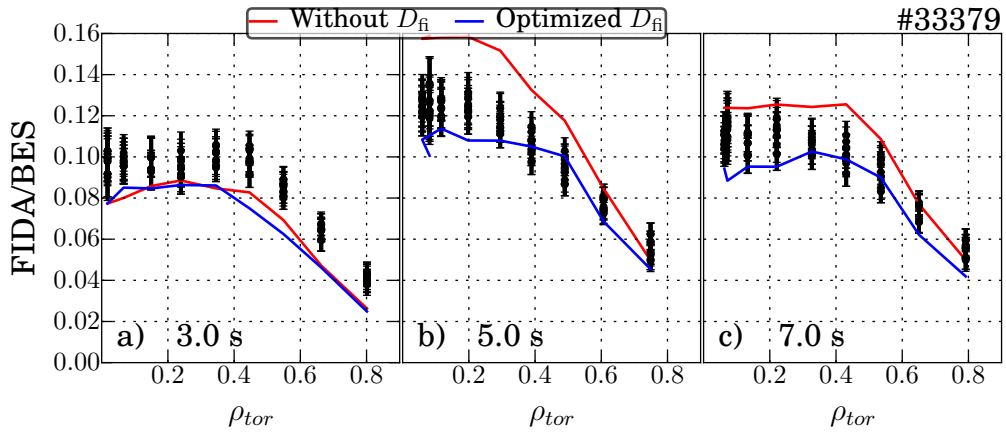 Without D_fi Optimized D_fi #33379
FIDA/BES
0.16
0.14
0.12
0.10
0.08
0.06
0.04
0.02
0.00
a) 3.0 s b) 5.0 s c) 7.0 s
0.0 0.2 0.4 0.6 0.8 0.2 0.4 0.6 0.8 0.2 0.4 0.6 0.8
ρ_tor ρ_tor ρ_tor